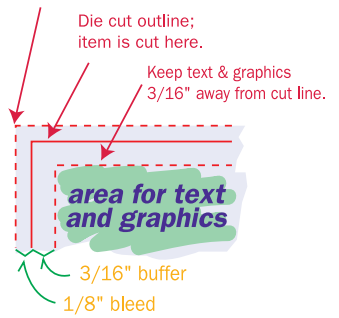 Die cut outline;
item is cut here.
Keep text & graphics
3/16" away from cut line.
area for text
and graphics
3/16" buffer
1/8" bleed